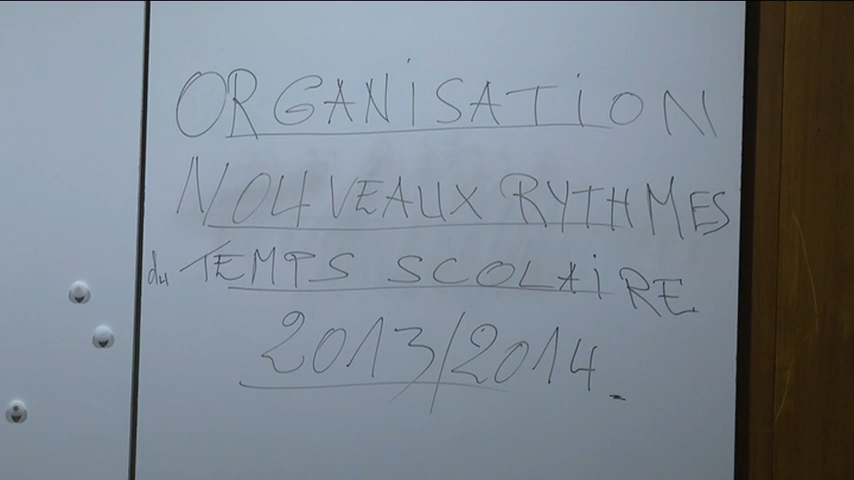 ORGANISATION
NOUVEAUX RYTHMES
du TEMPS SCOLAIRE
2013/2014.